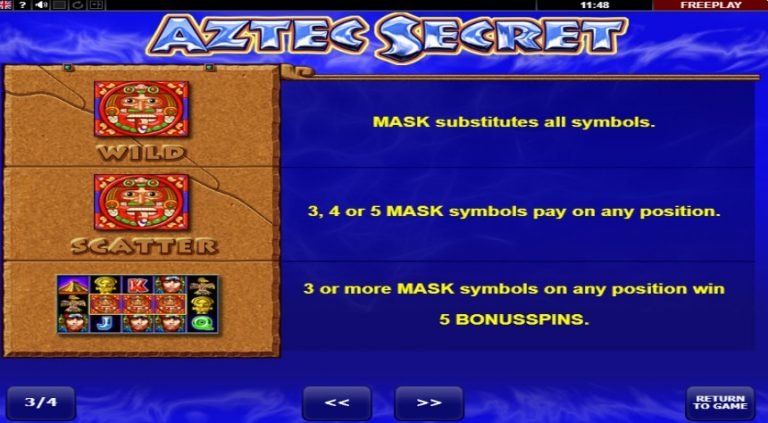 ?
11:48
FREEPLAY
AZTEC SECRET
WILD
MASK substitutes all symbols.
SCATTER
3, 4 or 5 MASK symbols pay on any position.
K
J
Q
3 or more MASK symbols on any position win
5 BONUSSPINS.
3/4
<<
>>
RETURN
TO GAME